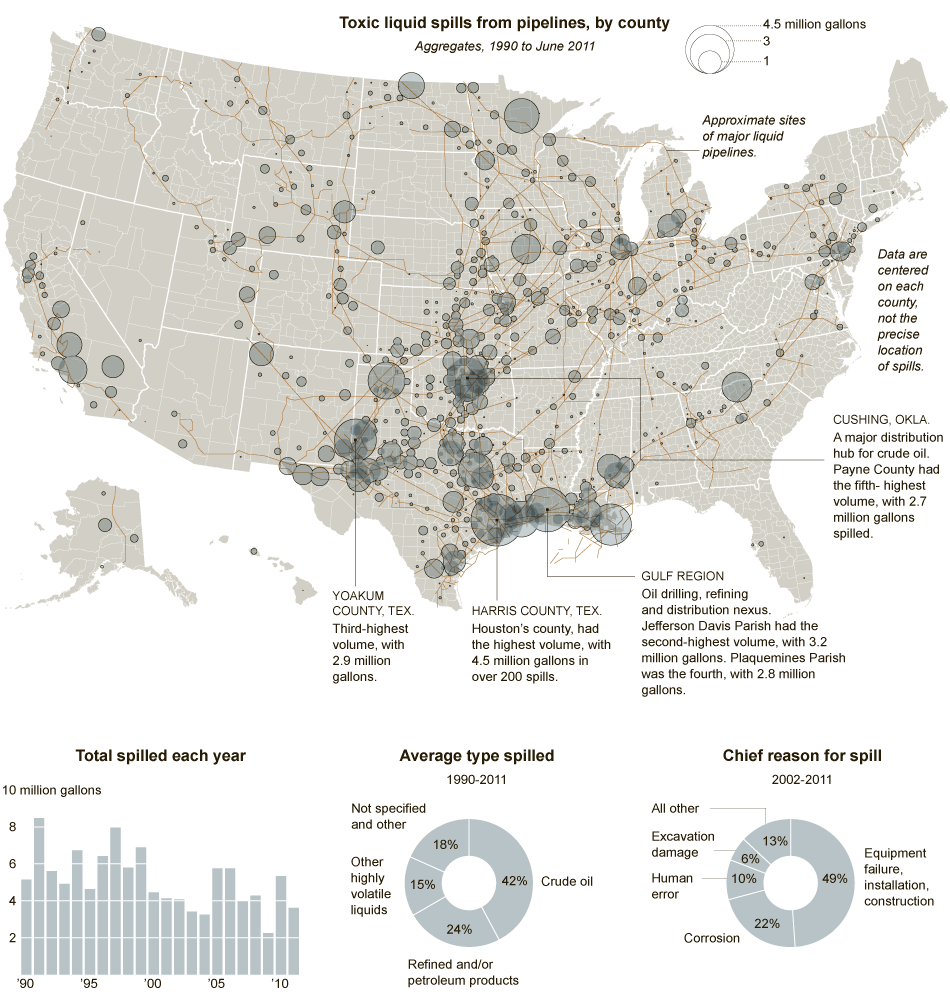 Toxic liquid spills from pipelines, by county
Aggregates, 1990 to June 2011
4.5 million gallons
3
1
Approximate sites
of major liquid
pipelines.
Data are
centered
on each
county,
not the
precise
location
of spills.
CUSHING, OKLA.
A major distribution
hub for crude oil.
Payne County had
the fifth- highest
volume, with 2.7
million gallons
spilled.
YOAKUM
COUNTY, TEX.
Third-highest
volume, with
2.9 million
gallons.
HARRIS COUNTY, TEX.
Houston's county, had
the highest volume, with
4.5 million gallons in
over 200 spills.
GULF REGION
Oil drilling, refining
and distribution nexus.
Jefferson Davis Parish had the
second-highest volume, with 3.2
million gallons. Plaquemines Parish
was the fourth, with 2.8 million
gallons.
Total spilled each year
10 million gallons
8
6
4
2
'90
'95
'00
'05
'10
Average type spilled
1990-2011
Not specified
and other
18%
Other
highly
volatile
liquids
15%
42%
Crude oil
24%
Refined and/or
petroleum products
Chief reason for spill
2002-2011
All other
13%
Excavation
damage
6%
Human
error
10%
49%
Equipment
failure,
installation,
construction
22%
Corrosion